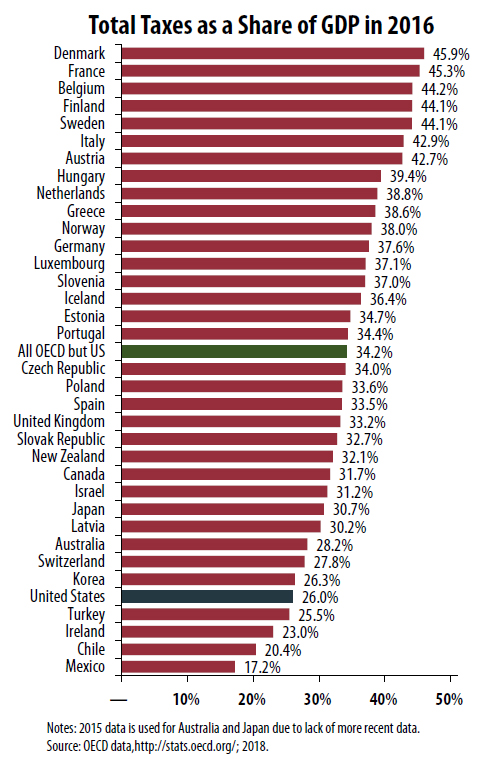 Total Taxes as a Share of GDP in 2016
Denmark 45.9%
France 45.3%
Belgium 44.2%
Finland 44.1%
Sweden 44.1%
Italy 42.9%
Austria 42.7%
Hungary 39.4%
Netherlands 38.8%
Greece 38.6%
Norway 38.0%
Germany 37.6%
Luxembourg 37.1%
Slovenia 37.0%
Iceland 36.4%
Estonia 34.7%
Portugal 34.4%
All OECD but US 34.2%
Czech Republic 34.0%
Poland 33.6%
Spain 33.5%
United Kingdom 33.2%
Slovak Republic 32.7%
New Zealand 32.1%
Canada 31.7%
Israel 31.2%
Japan 30.7%
Latvia 30.2%
Australia 28.2%
Switzerland 27.8%
Korea 26.3%
United States 26.0%
Turkey 25.5%
Ireland 23.0%
Chile 20.4%
Mexico 17.2%
— 10% 20% 30% 40% 50%
Notes: 2015 data is used for Australia and Japan due to lack of more recent data.
Source: OECD data,http://stats.oecd.org/; 2018.